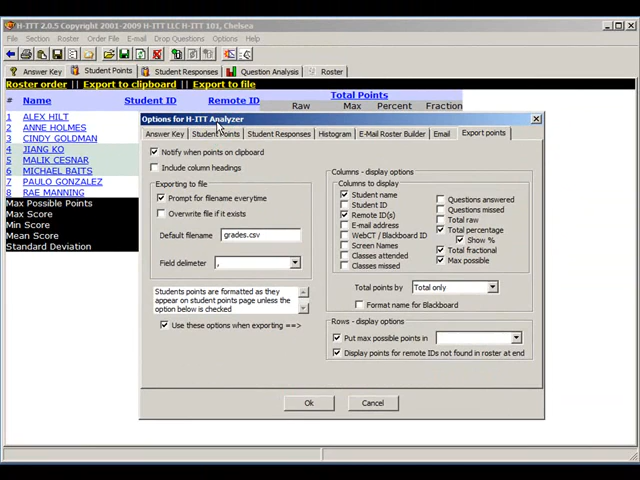 H-ITT 2.0.5 Copyright 2001-2009 H-ITT LLC H-ITT 101, Chelsea
File Section Roster Order File E-mail Drop Questions Options Help
Answer Key Student Points Student Responses Question Analysis Roster
Roster order || Export to clipboard || Export to file
Total Points
# Name Student ID Remote ID Raw Max Percent Fraction
1 ALEX HILT
2 ANNE HOLMES
3 CINDY GOLDMAN
4 JIANG KO
5 MALIK CESNAR
6 MICHAEL BAITS
7 PAULO GONZALEZ
8 RAE MANNING
Max Possible Points
Max Score
Min Score
Mean Score
Standard Deviation
Options for H-ITT Analyzer
Answer Key Student Points Student Responses Histogram E-Mail Roster Builder Email Export points
Notify when points on clipboard
Include column headings
Exporting to file
Prompt for filename everytime
Overwrite file if it exists
Default filename grades.csv
Field delimeter ,
Students points are formatted as they
appear on student points page unless the
option below is checked
Use these options when exporting ==>
Columns - display options
Columns to display
Student name
Student ID
Remote ID(s)
E-mail address
WebCT / Blackboard ID
Screen Names
Classes attended
Classes missed
Questions answered
Questions missed
Total raw
Total percentage
Show %
Total fractional
Max possible
Total points by Total only
Format name for Blackboard
Rows - display options
Put max possible points in
Display points for remote IDs not found in roster at end
Ok Cancel